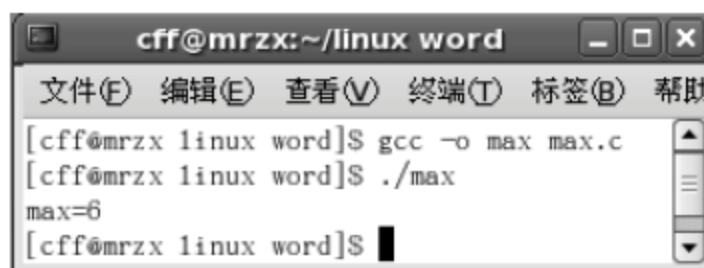 cff@mrzx:~/linux word
文件(F) 编辑(E) 查看(V) 终端(T) 标签(B) 帮助
[cff@mrzx linux word]$ gcc -o max max.c
[cff@mrzx linux word]$ ./max
max=6
[cff@mrzx linux word]$